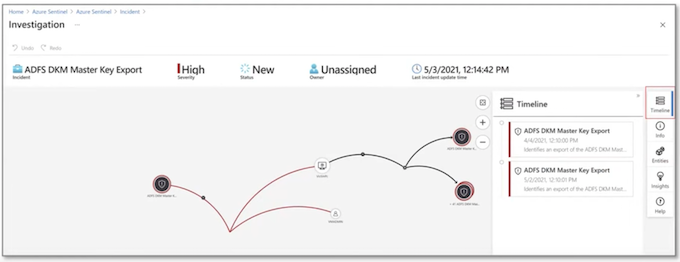 Home > Azure Sentinel > Azure Sentinel > Incident >
Investigation ...
Undo Redo
ADFS DKM Master Key Export
Incident
High
Severity
New
Status
Unassigned
Owner
5/3/2021, 12:14:42 PM
Last incident update time
Timeline
ADFS DKM Master Key Export
4/4/2021, 12:10:00 PM
Identifies an export of the ADFS DKM Mast...
ADFS DKM Master Key Export
5/2/2021, 12:10:01 PM
Identifies an export of the ADFS DKM Mast...
Timeline
Info
Entities
Insights
Help